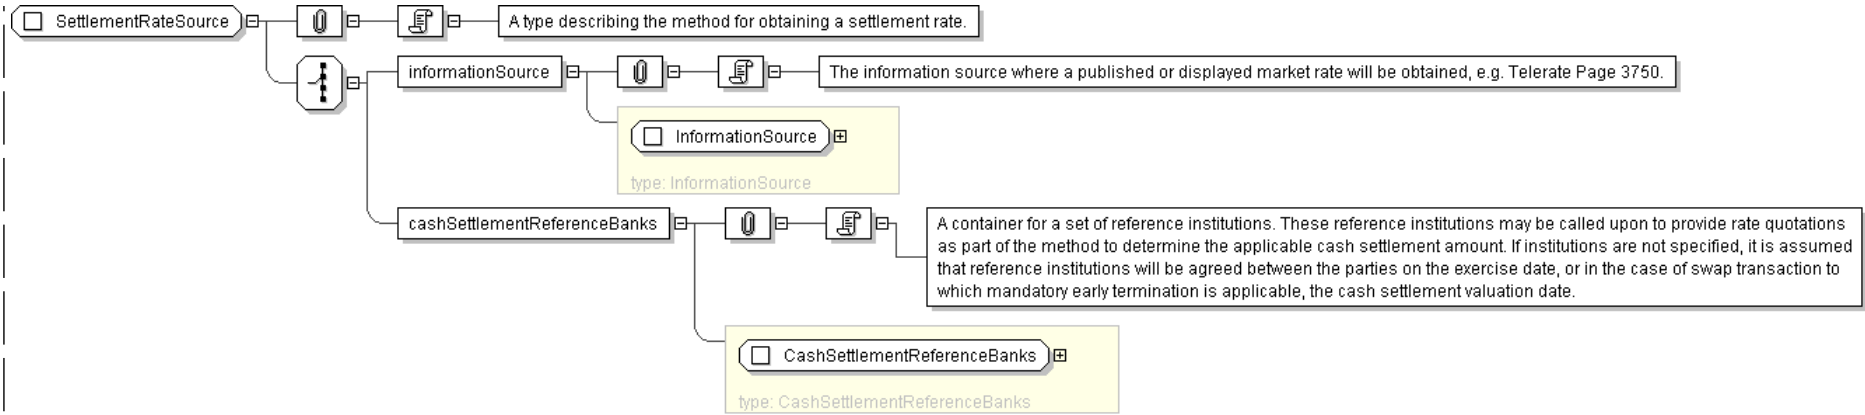 SettlementRateSource
A type describing the method for obtaining a settlement rate.
informationSource
The information source where a published or displayed market rate will be obtained, e.g. Telerate Page 3750.
InformationSource
type: InformationSource
cashSettlementReferenceBanks
A container for a set of reference institutions. These reference institutions may be called upon to provide rate quotations
as part of the method to determine the applicable cash settlement amount. If institutions are not specified, it is assumed
that reference institutions will be agreed between the parties on the exercise date, or in the case of swap transaction to
which mandatory early termination is applicable, the cash settlement valuation date.
CashSettlementReferenceBanks
type: CashSettlementReferenceBanks